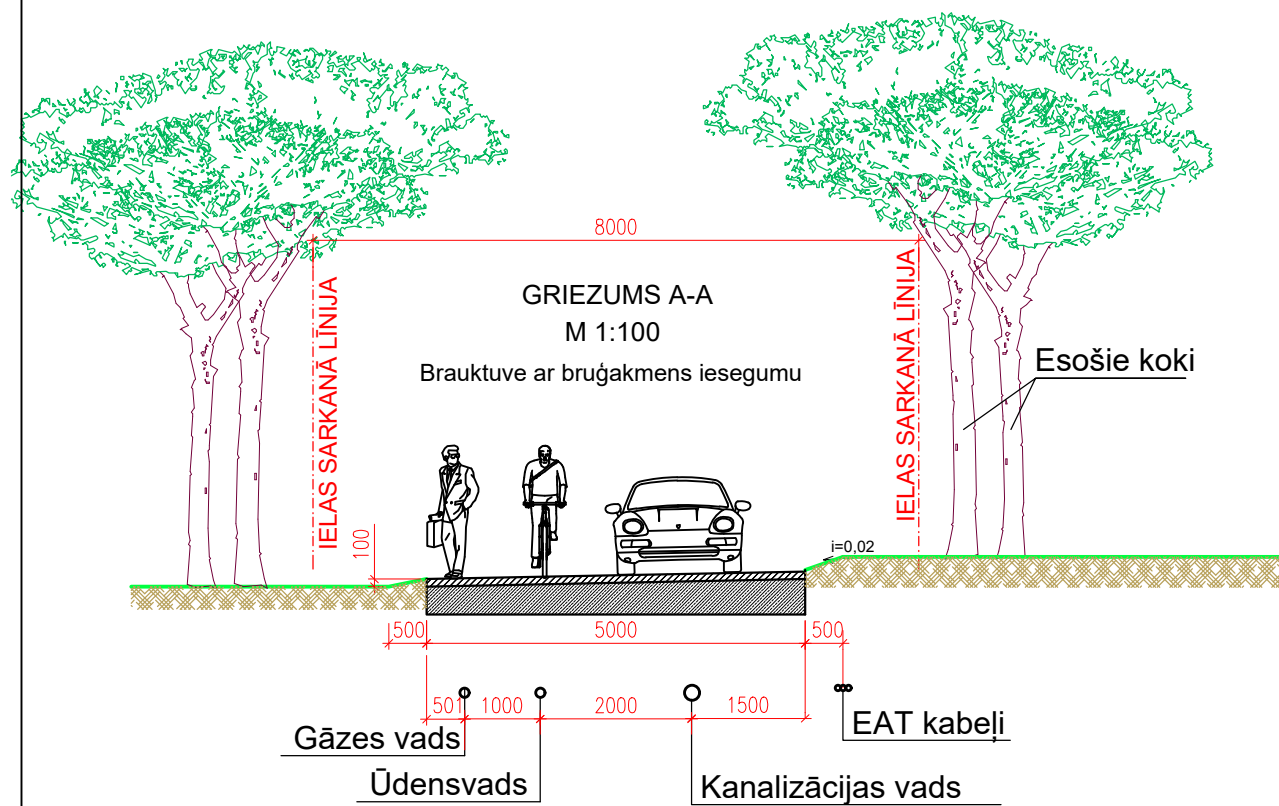 8000
IELAS SARKANĀ LĪNIJA
GRIEZUMS A-A
M 1:100
Brauktuve ar bruģakmens iesegumu
IELAS SARKANĀ LĪNIJA
Esošie koki
100
i=0,02
500
5000
500
501
1000
2000
1500
Gāzes vads
EAT kabeļi
Ūdensvads
Kanalizācijas vads